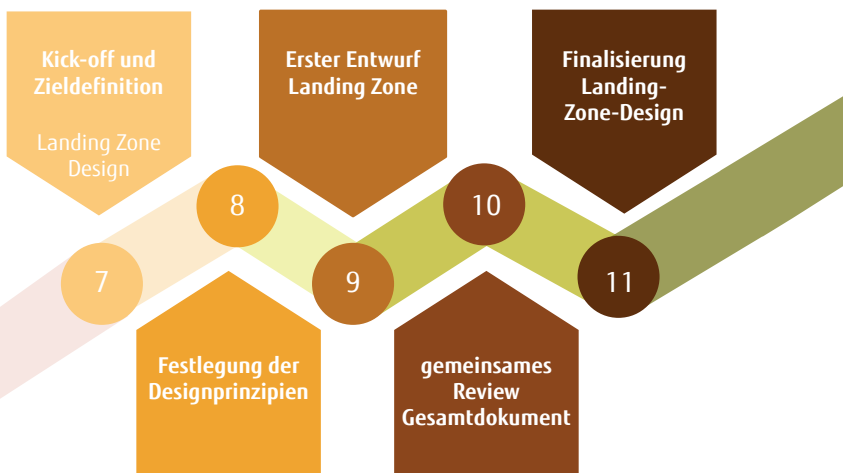 Kick-off und
Zieldefinition
Landing Zone
Design
7
8
Festlegung der
Designprinzipien
Erster Entwurf
Landing Zone
9
10
gemeinsames
Review
Gesamtdokument
Finalisierung
Landing-
Zone-Design
11